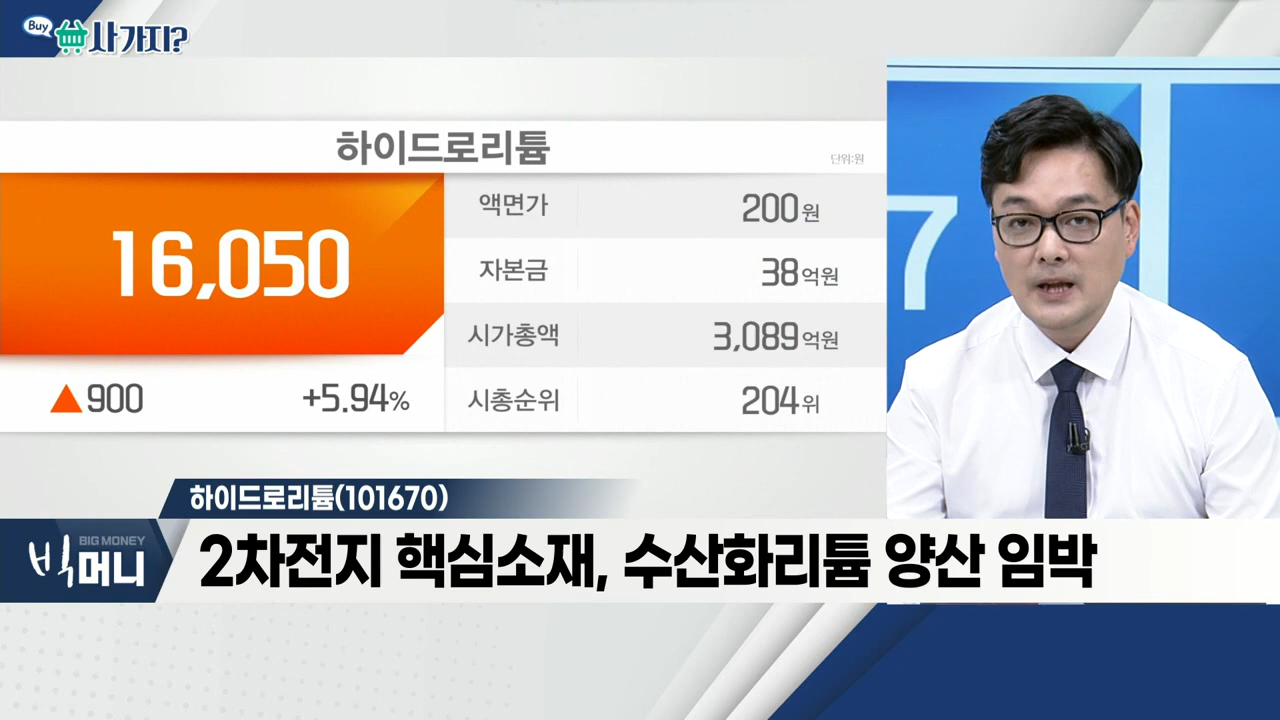 Buy
사가지?
하이드로리튬
단위:원
16,050
▲900 +5.94%
액면가 200원
자본금 38억원
시가총액 3,089억원
시총순위 204위
7
하이드로리튬(101670)
BIG MONEY
빅머니
2차전지 핵심소재, 수산화리튬 양산 임박